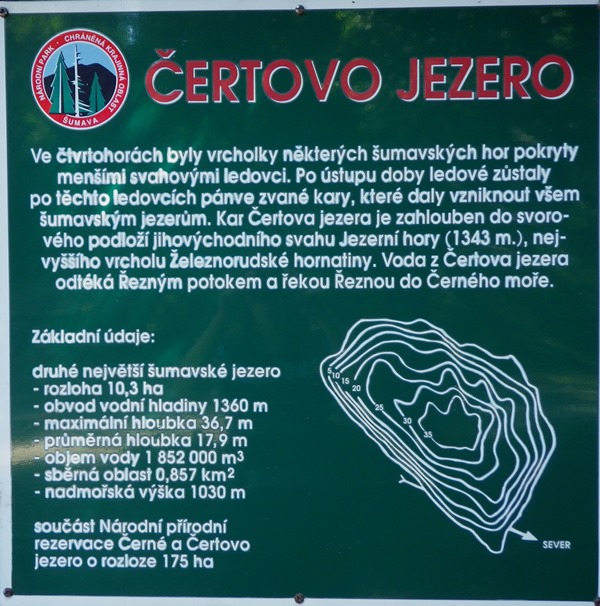 NÁRODNÍ PARK · CHRÁNĚNÁ KRAJINNÁ OBLAST
ŠUMAVA
ČERTOVO JEZERO
Ve čtvrtohorách byly vrcholky některých šumavských hor pokryty
menšími svahovými ledovci. Po ústupu doby ledové zůstaly
po těchto ledovcích pánve zvané kary, které daly vzniknout všem
šumavským jezerům. Kar Čertova jezera je zahlouben do svoro-
vého podloží jihovýchodního svahu Jezerní hory (1343 m.), nej-
vyššího vrcholu Železnorudské hornatiny. Voda z Čertova jezera
odtéká Řezným potokem a řekou Řeznou do Černého moře.
Základní údaje:
druhé největší šumavské jezero
- rozloha 10,3 ha
- obvod vodní hladiny 1360 m
- maximální hloubka 36,7 m
- průměrná hloubka 17,9 m
- objem vody 1 852 000 m³
- sběrná oblast 0,857 km²
- nadmořská výška 1030 m
součást Národní přírodní
rezervace Černé a Čertovo
jezero o rozloze 175 ha
5
10
15
20
25
30
35
SEVER